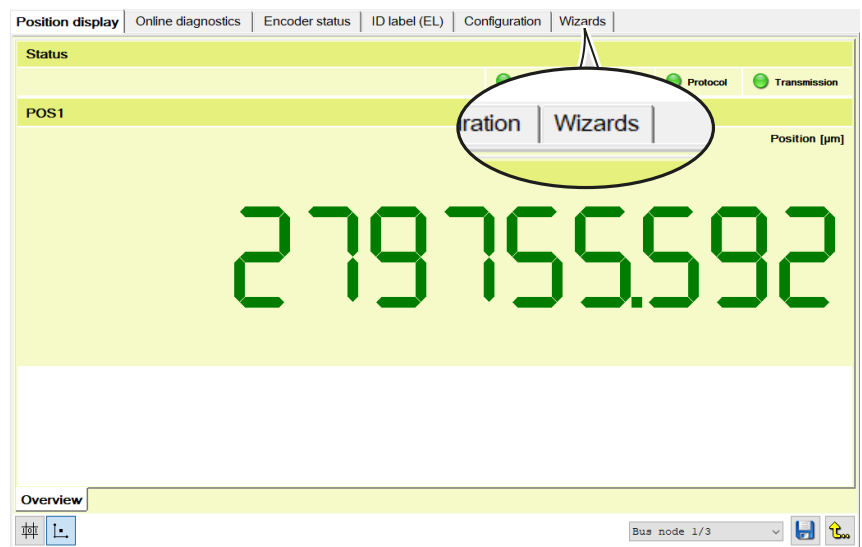 Position display Online diagnostics Encoder status ID label (EL) Configuration Wizards
Status
Protocol Transmission
POS1
ration Wizards
Position [µm]
279755.592
Overview
Bus node 1/3